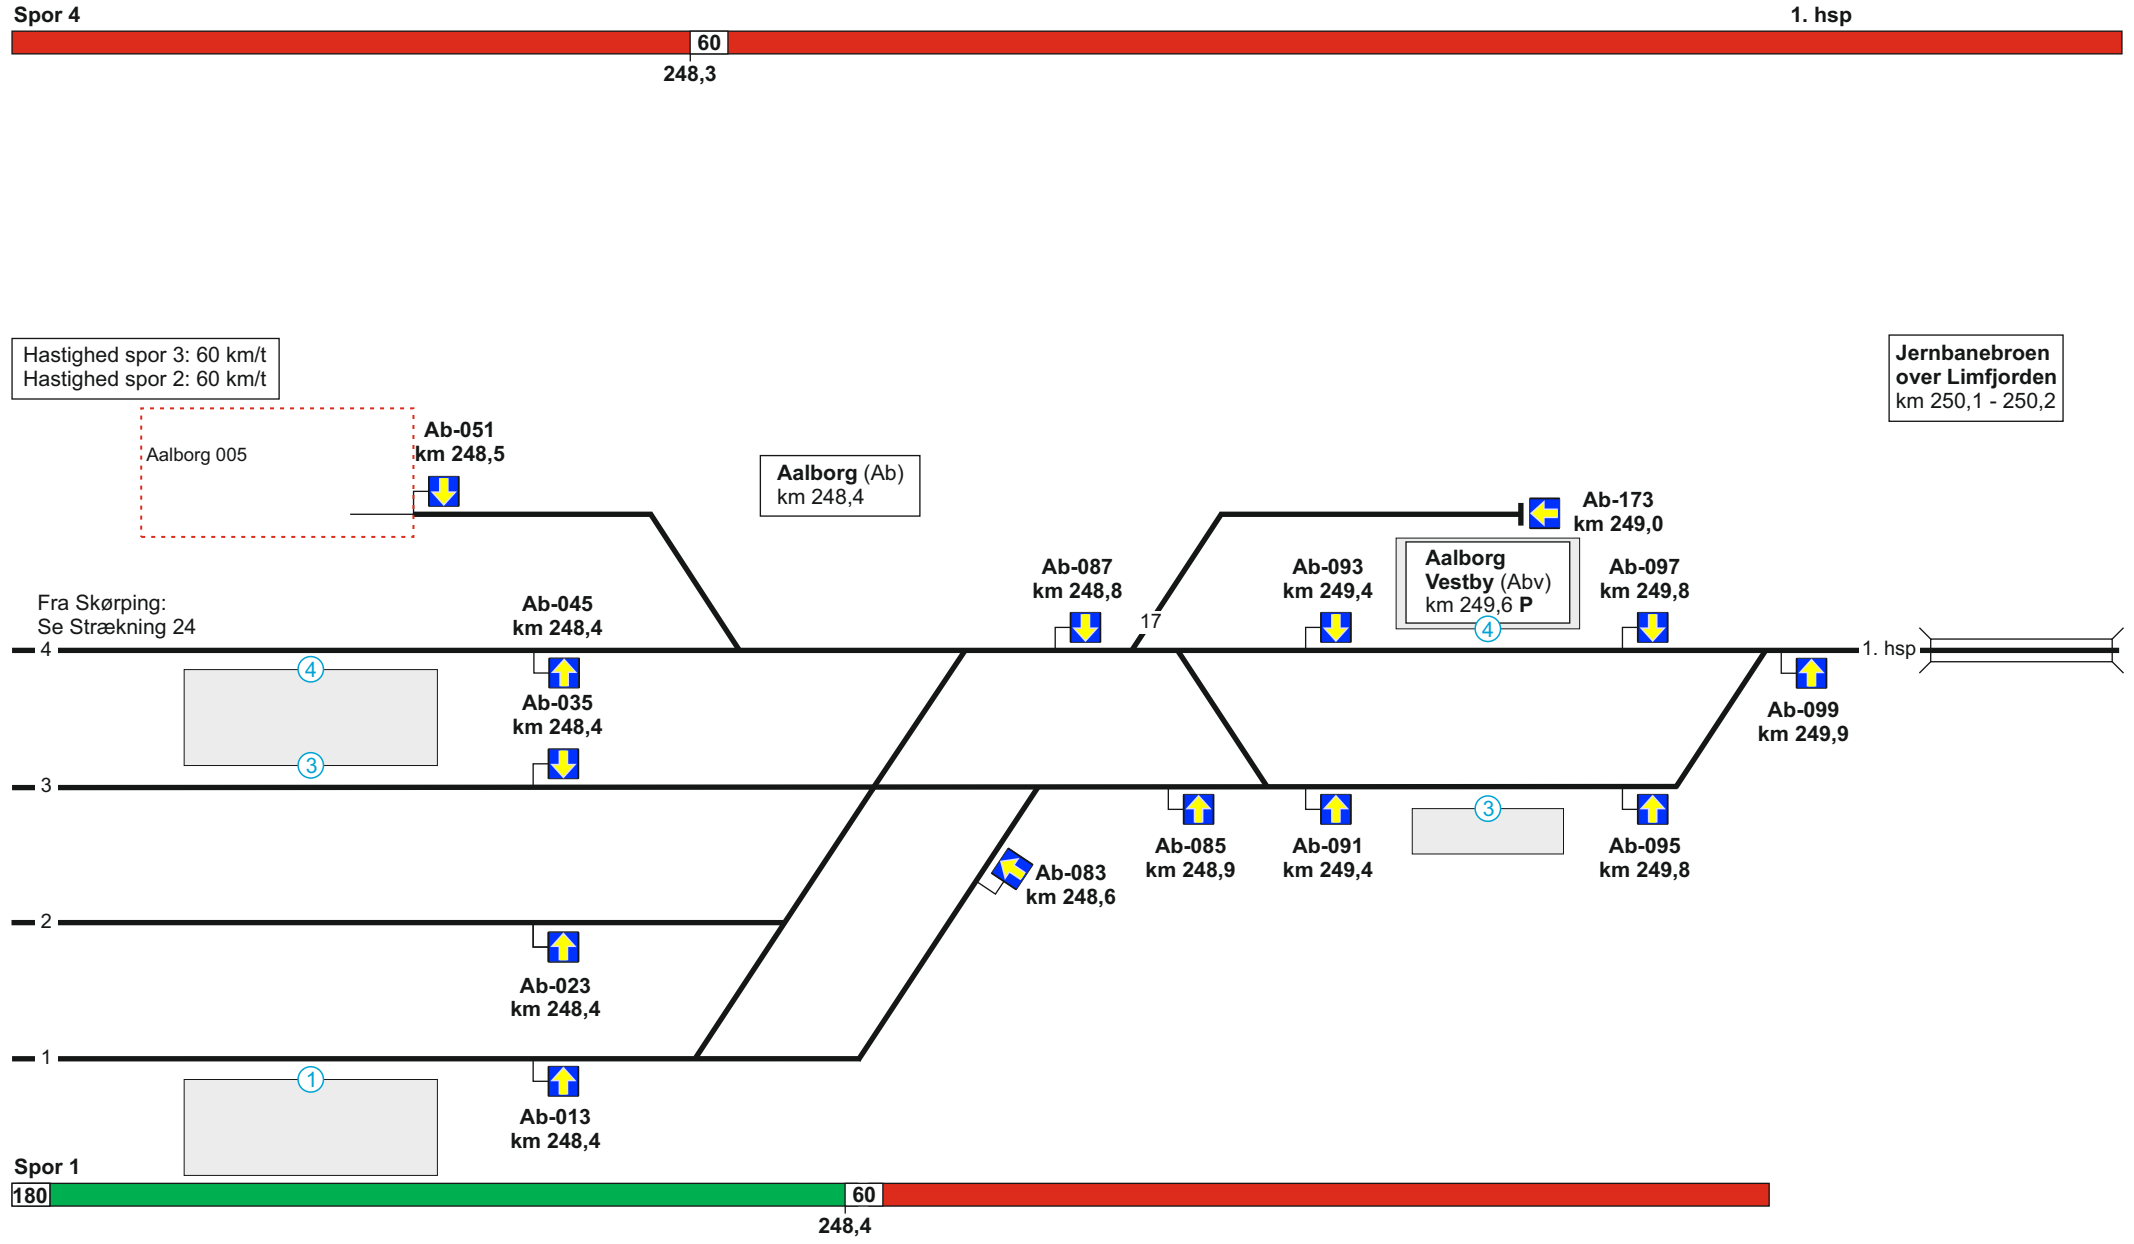 Spor 4
1. hsp
60
248,3
Hastighed spor 3: 60 km/t
Hastighed spor 2: 60 km/t
Jernbanebroen
over Limfjorden
km 250,1 - 250,2
Aalborg 005
Ab-051
km 248,5
Aalborg (Ab)
km 248,4
Ab-173
km 249,0
Fra Skørping:
Se Strækning 24
Ab-045
km 248,4
Ab-087
km 248,8
17
Ab-093
km 249,4
Aalborg
Vestby (Abv)
km 249,6 P
4
Ab-097
km 249,8
4
1. hsp
4
Ab-035
km 248,4
Ab-099
km 249,9
3
3
3
Ab-085
km 248,9
Ab-091
km 249,4
Ab-095
km 249,8
Ab-083
km 248,6
2
Ab-023
km 248,4
1
1
Ab-013
km 248,4
Spor 1
180
60
248,4